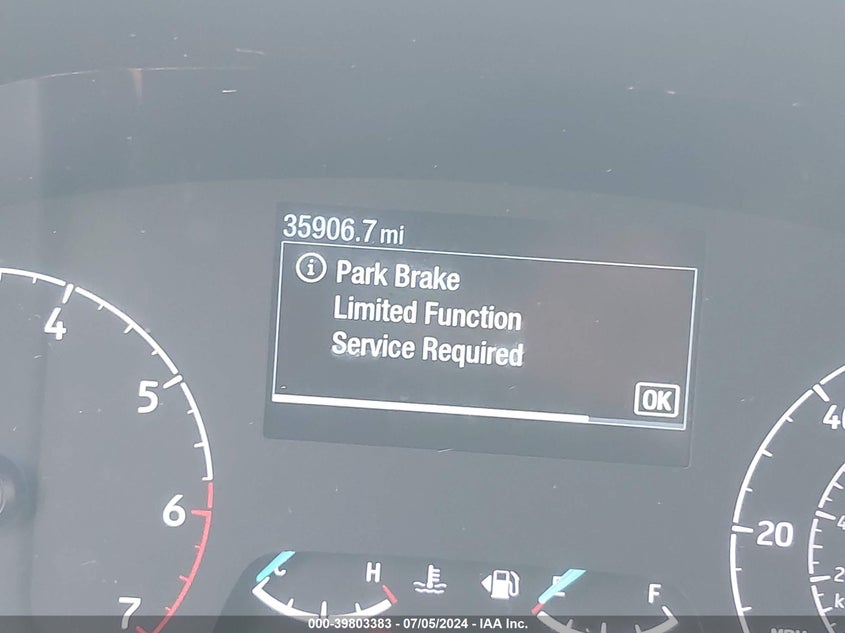 35906.7 mi
Park Brake
Limited Function
Service Required
OK
4
5
6
7
H
F
20
000-39803383 - 07/05/2024 - IAA Inc.